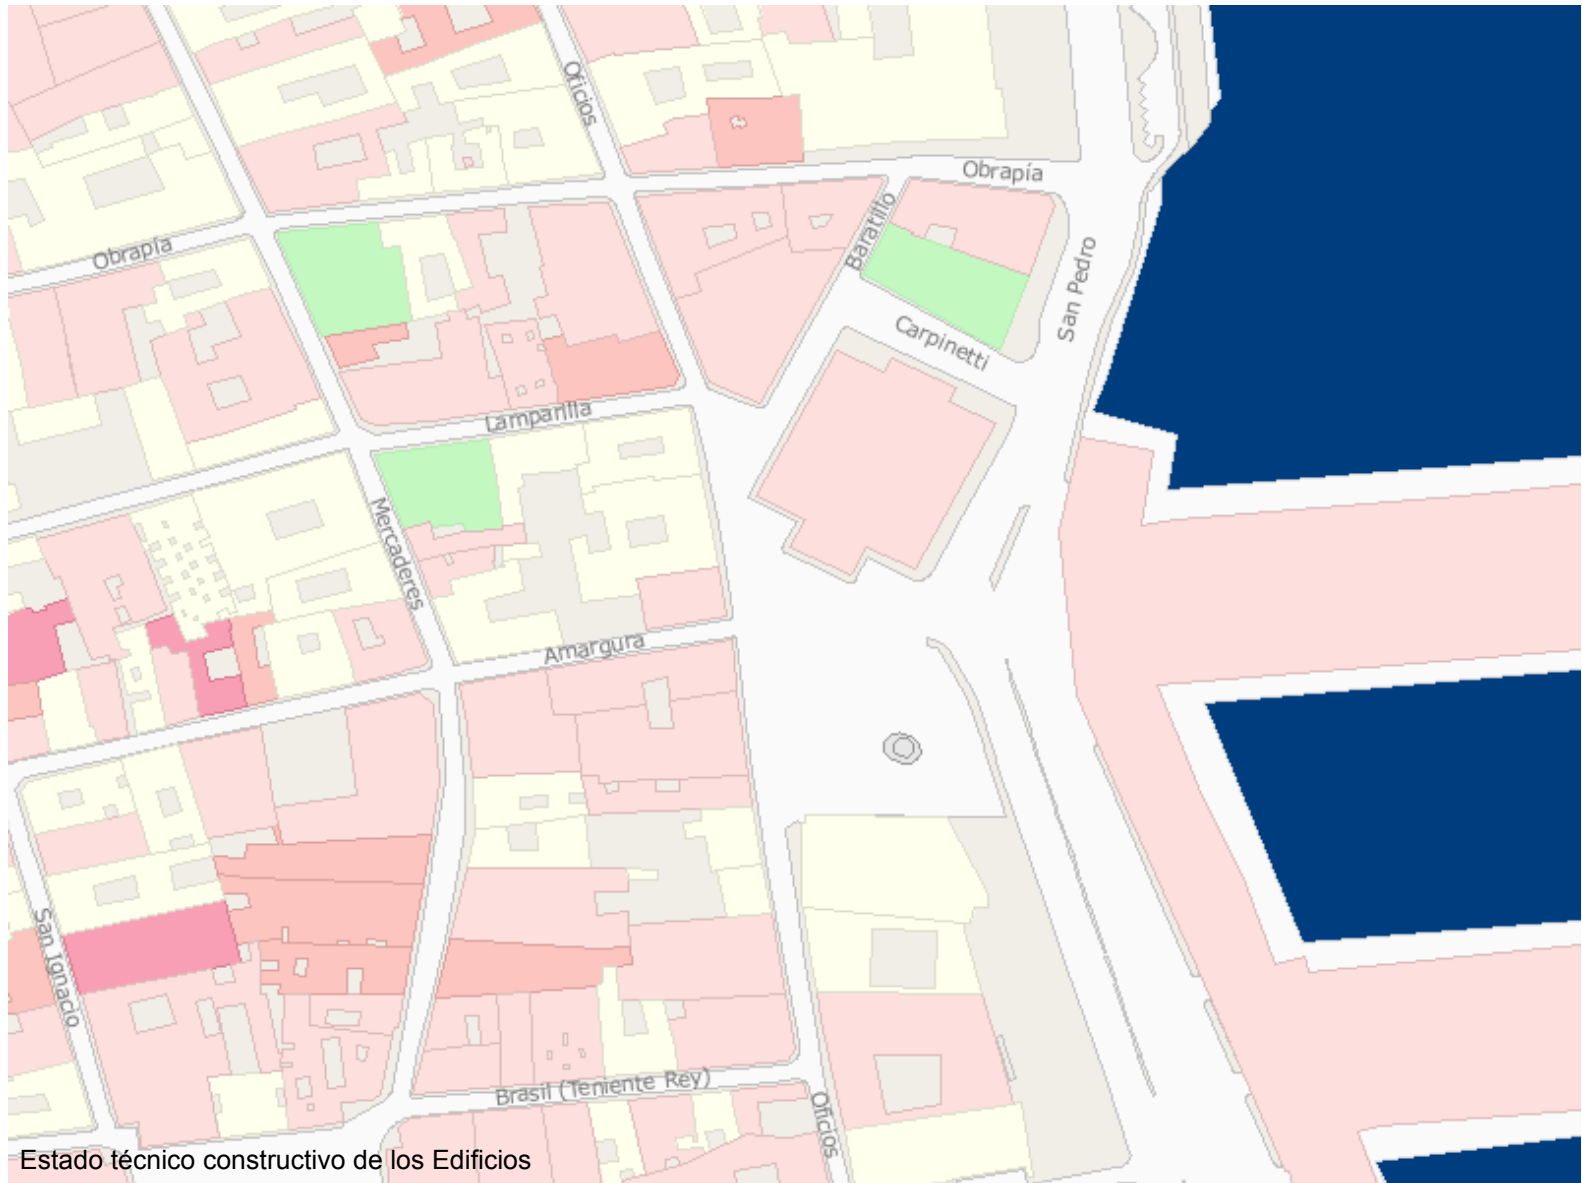 Oficios
Obrapía
Baratillo
Obrapía
San Pedro
Carpinetti
Lamparilla
Mercaderes
Amargura
San Ignacio
Brasil (Teniente Rey)
Oficios
Estado técnico constructivo de los Edificios